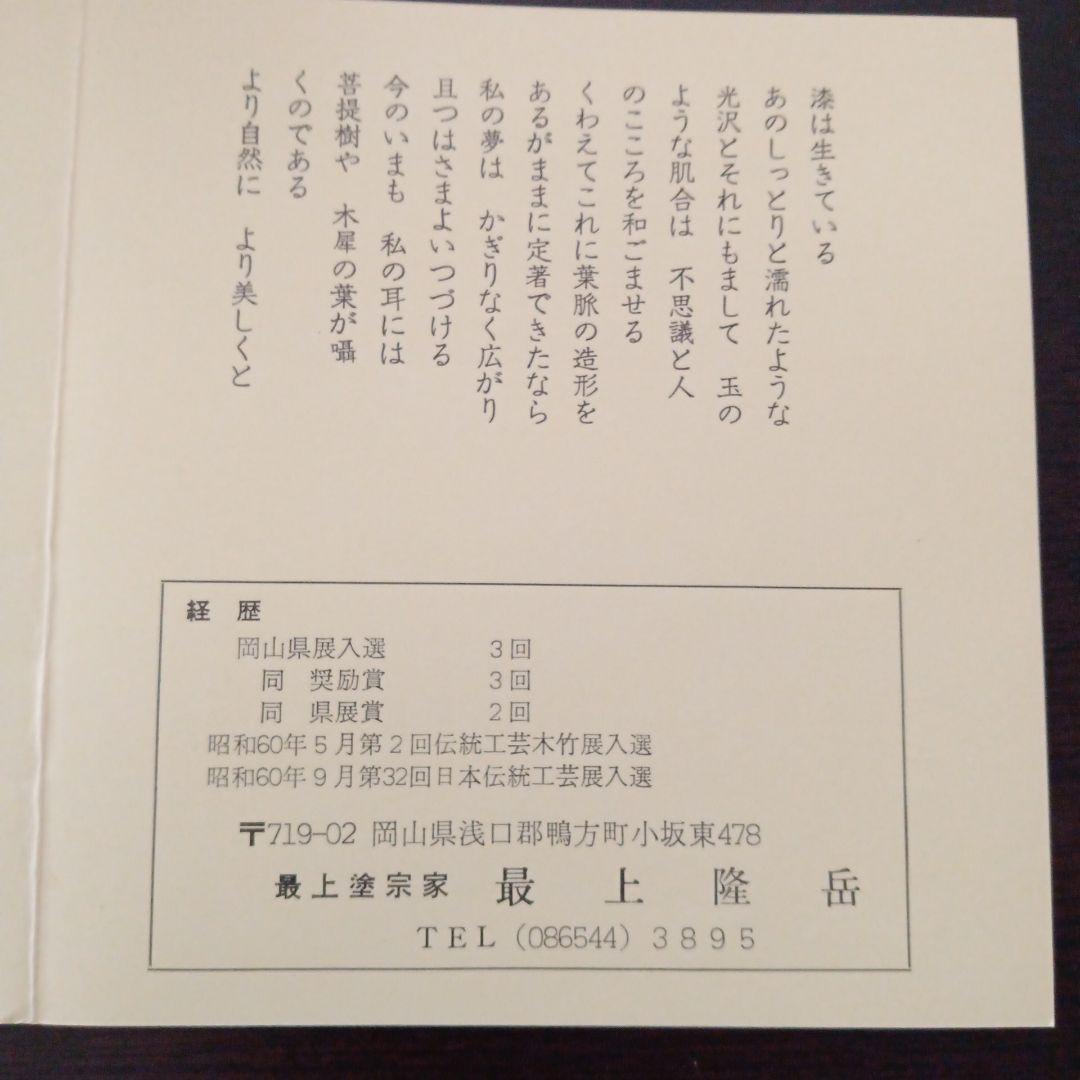 漆は生きている
あのしっとりと濡れたような
光沢とそれにもまして　玉の
ような肌合は　不思議と人
のこころを和ごませる
くわえてこれに葉脈の造形を
あるがままに定著できたなら
私の夢は　かぎりなく広がり
且つはさまよいつづける
今のいまも　私の耳には
菩提樹や　木犀の葉が囁
くのである
より自然に　より美しくと
経　歴
岡山県展入選　3回
同　奨励賞　3回
同　県展賞　2回
昭和60年5月第2回伝統工芸木竹展入選
昭和60年9月第32回日本伝統工芸展入選
〒719-02 岡山県浅口郡鴨方町小坂東478
最上塗宗家　最上隆岳
TEL（086544）3895